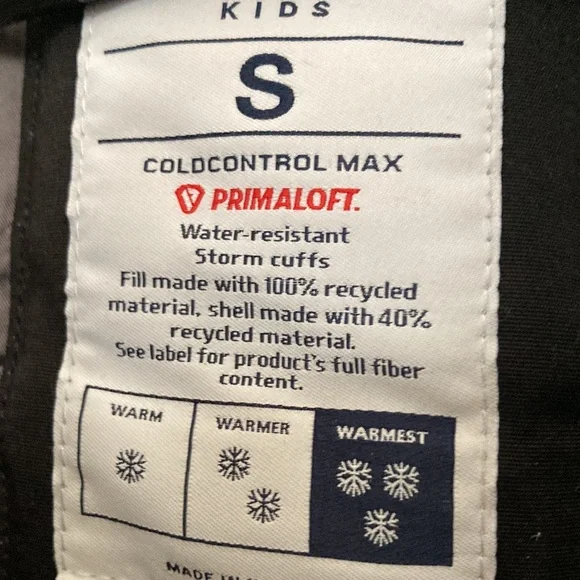 KIDS
S
COLDCONTROL MAX
PRIMALOFT.
Water-resistant
Storm cuffs
Fill made with 100% recycled
material, shell made with 40%
recycled material.
See label for product's full fiber
content.
WARM
WARMER
WARMEST
MADE